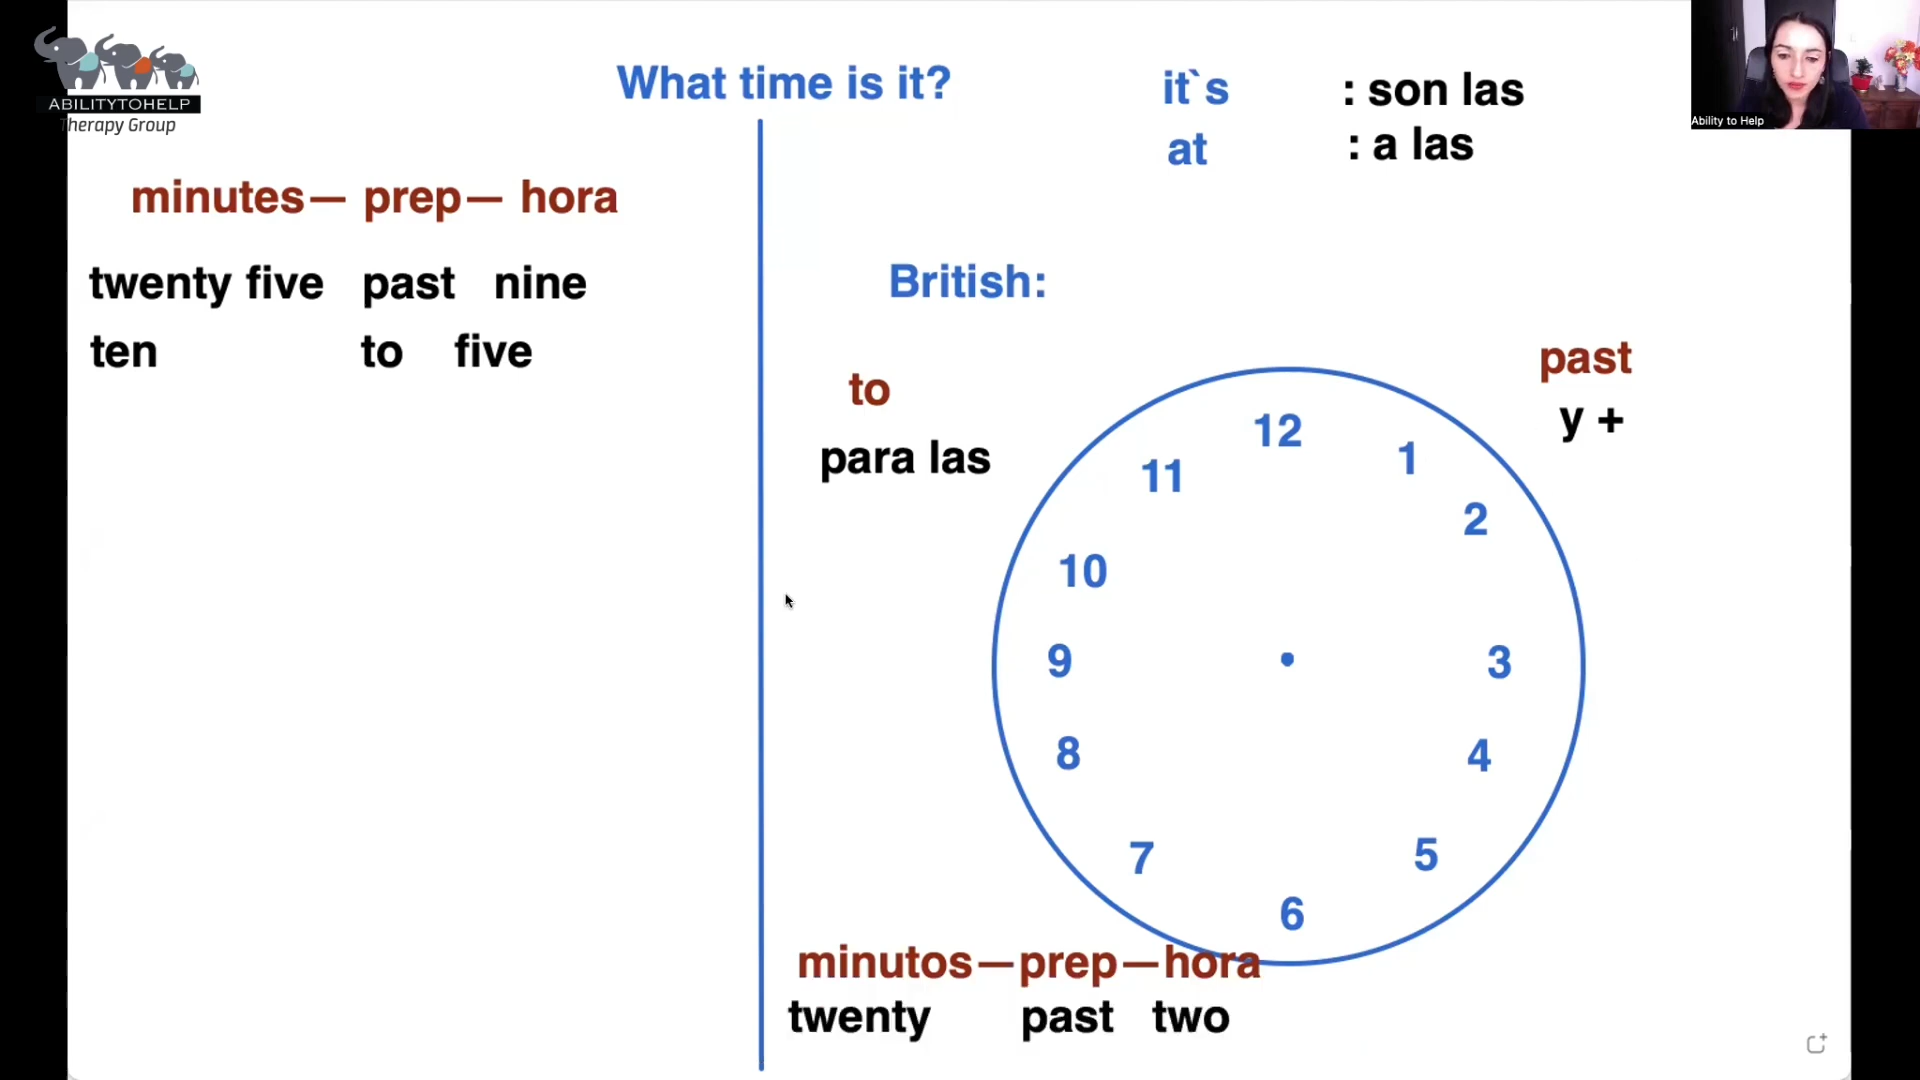 ABILITYTOHELP
Therapy Group
What time is it?
it`s : son las
at : a las
Ability to Help
minutes— prep— hora
twenty five past nine
ten to five
British:
to
para las
past
y +
12
1
2
3
4
5
6
7
8
9
10
11
minutos—prep—hora
twenty past two